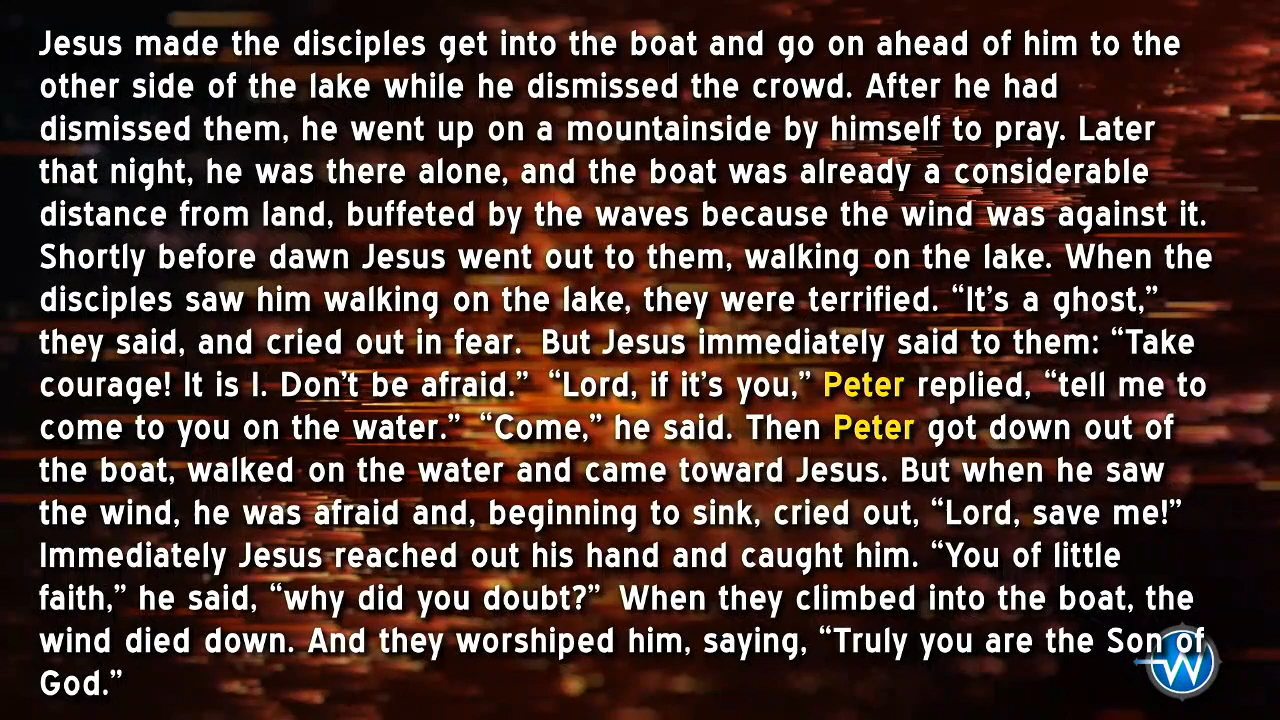 Jesus made the disciples get into the boat and go on ahead of him to the
other side of the lake while he dismissed the crowd. After he had
dismissed them, he went up on a mountainside by himself to pray. Later
that night, he was there alone, and the boat was already a considerable
distance from land, buffeted by the waves because the wind was against it.
Shortly before dawn Jesus went out to them, walking on the lake. When the
disciples saw him walking on the lake, they were terrified. “It’s a ghost,”
they said, and cried out in fear.  But Jesus immediately said to them: “Take
courage! It is I. Don’t be afraid.”  “Lord, if it’s you,” Peter replied, “tell me to
come to you on the water.”  “Come,” he said. Then Peter got down out of
the boat, walked on the water and came toward Jesus. But when he saw
the wind, he was afraid and, beginning to sink, cried out, “Lord, save me!”
Immediately Jesus reached out his hand and caught him. “You of little
faith,” he said, “why did you doubt?”  When they climbed into the boat, the
wind died down. And they worshiped him, saying, “Truly you are the Son of
God.”
W